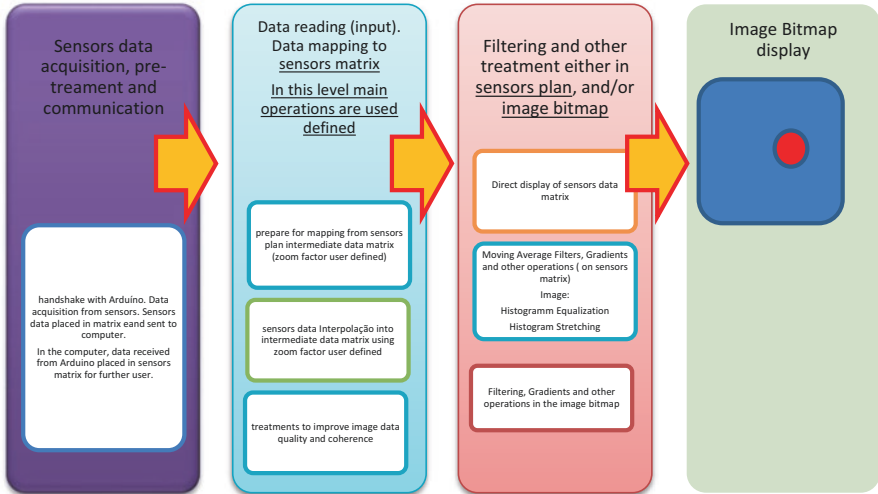 Sensors data
acquisition, pre-
treament and
communication
handshake with Arduíno. Data
acquisition from sensors. Sensors
data placed in matrix eand sent to
computer.
In the computer, data received
from Arduino placed in sensors
matrix for further user.
Data reading (input).
Data mapping to
sensors matrix
In this level main
operations are used
defined
prepare for mapping from sensors
plan intermediate data matrix
(zoom factor user defined)
sensors data Interpolação into
intermediate data matrix using
zoom factor user defined
treatments to improve image data
quality and coherence
Filtering and other
treatment either in
sensors plan, and/or
image bitmap
Direct display of sensors data
matrix
Moving Average Filters, Gradients
and other operations ( on sensors
matrix)
Image:
Histogramm Equalization
Histogram Stretching
Filtering, Gradients and other
operations in the image bitmap
Image Bitmap
display